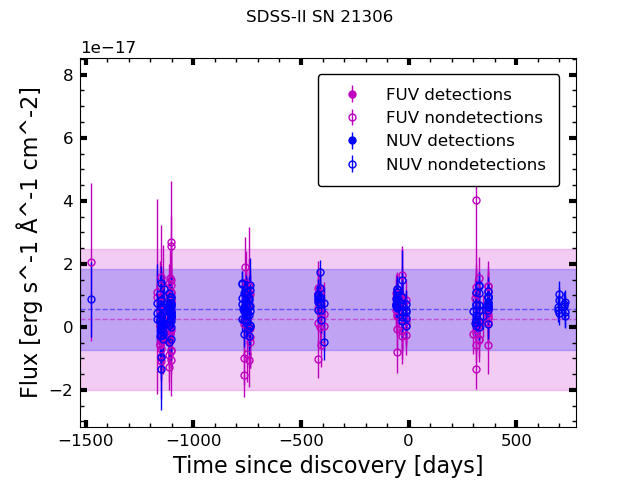 SDSS-II SN 21306
1e−17
8
6
4
2
0
−2
Flux [erg s^-1 Å^-1 cm^-2]
FUV detections
FUV nondetections
NUV detections
NUV nondetections
−1500 −1000 −500 0 500
Time since discovery [days]